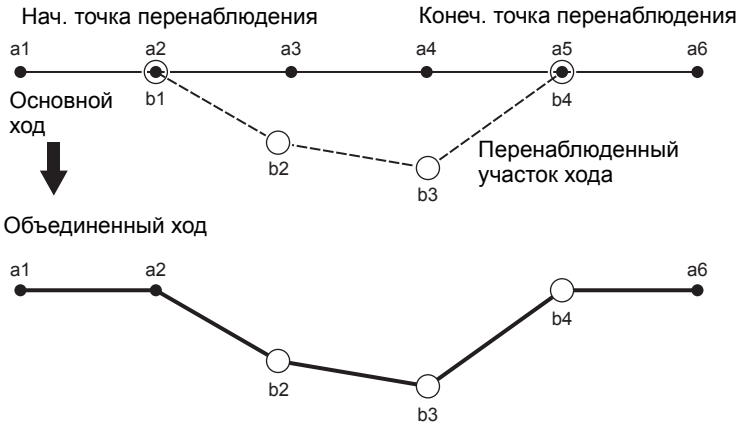 Нач. точка перенаблюдения
Конеч. точка перенаблюдения
a1 a2 a3 a4 a5 a6
Основной
ход
b1
b4
b2
b3
Перенаблюденный
участок хода
Объединенный ход
a1 a2 a6
b4
b2
b3